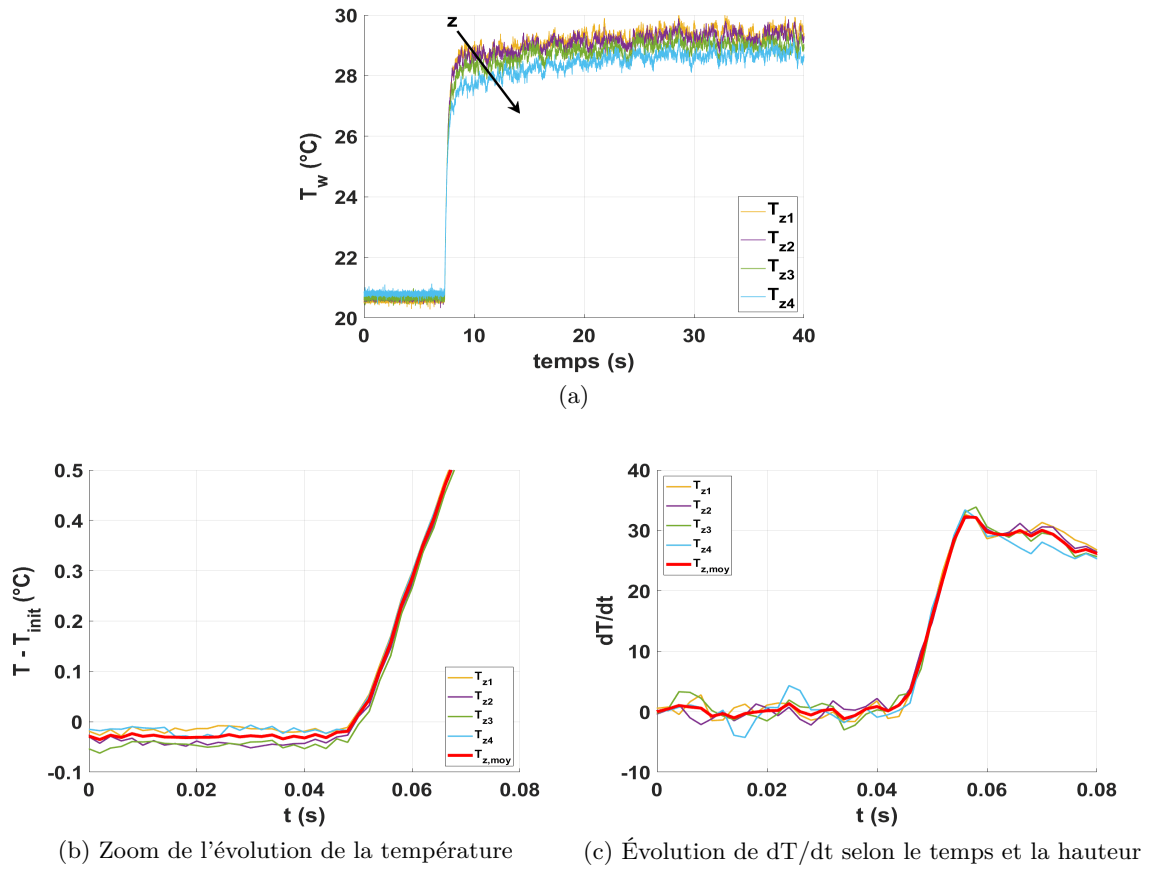 30
28
26
24
22
20
T_w (°C)
z
T_z1
T_z2
T_z3
T_z4
0 10 20 30 40
temps (s)
(a)
0.5
0.4
0.3
0.2
0.1
0
-0.1
T - T_init (°C)
T_z1
T_z2
T_z3
T_z4
T_z,moy
0 0.02 0.04 0.06 0.08
t (s)
(b) Zoom de l'évolution de la température
40
30
20
10
0
-10
dT/dt
T_z1
T_z2
T_z3
T_z4
T_z,moy
0 0.02 0.04 0.06 0.08
t (s)
(c) Évolution de dT/dt selon le temps et la hauteur